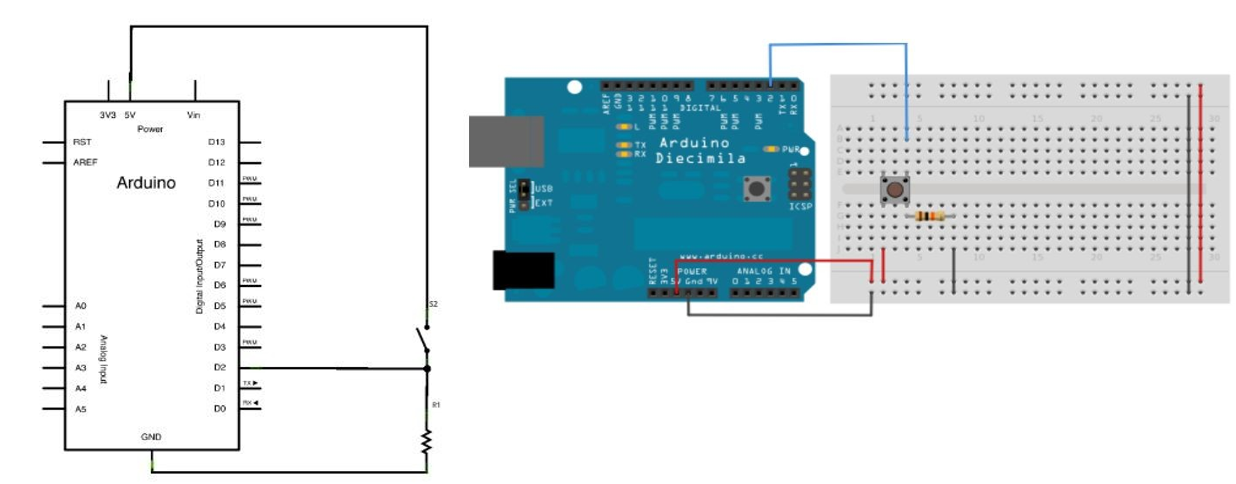 3V3 5V Vin
Power
RST D13
AREF D12
Arduino
PWM
D11
PWM
D10
PWM
D9
D8
D7
PWM
D6
PWM
D5
D4
PWM
D3
D2
TX ▶
D1
RX ◀
D0
Digital Input/Output
A0
A1
A2
A3
A4
A5
Analog Input
GND
S2
R1
AREF
GND
13
12
11
10
9
8
7
6
5
4
3
2
TX 1
RX 0
PWM
PWM
PWM
DIGITAL
PWM
PWM
PWM
L
TX
RX
Arduino
Diecimila
PWR
1
ICSP
PWR SEL
USB
EXT
www.arduino.cc
POWER
ANALOG IN
RESET
3V3
5V
Gnd
9V
0 1 2 3 4 5
1 5 10 15 20 25 30
A
B
C
D
E
F
G
H
I
J
1 5 10 15 20 25 30